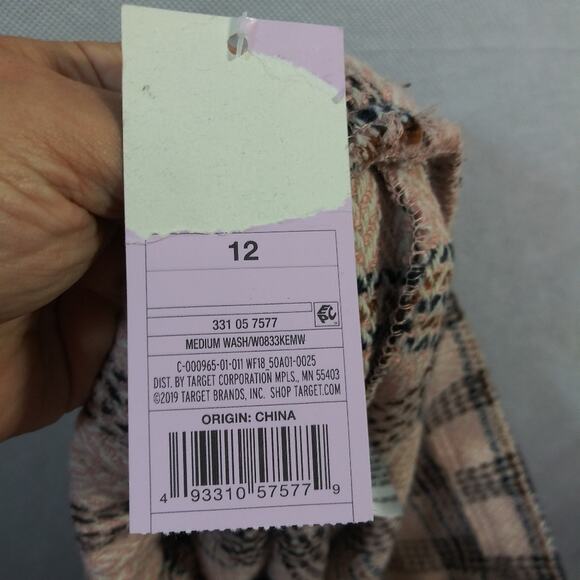 12
EPC
331 05 7577
MEDIUM WASH/W0833KEMW
C-000965-01-011 WF18_50A01-0025
DIST. BY TARGET CORPORATION MPLS., MN 55403
©2019 TARGET BRANDS, INC. SHOP TARGET.COM
ORIGIN: CHINA
4 93310 57577 9